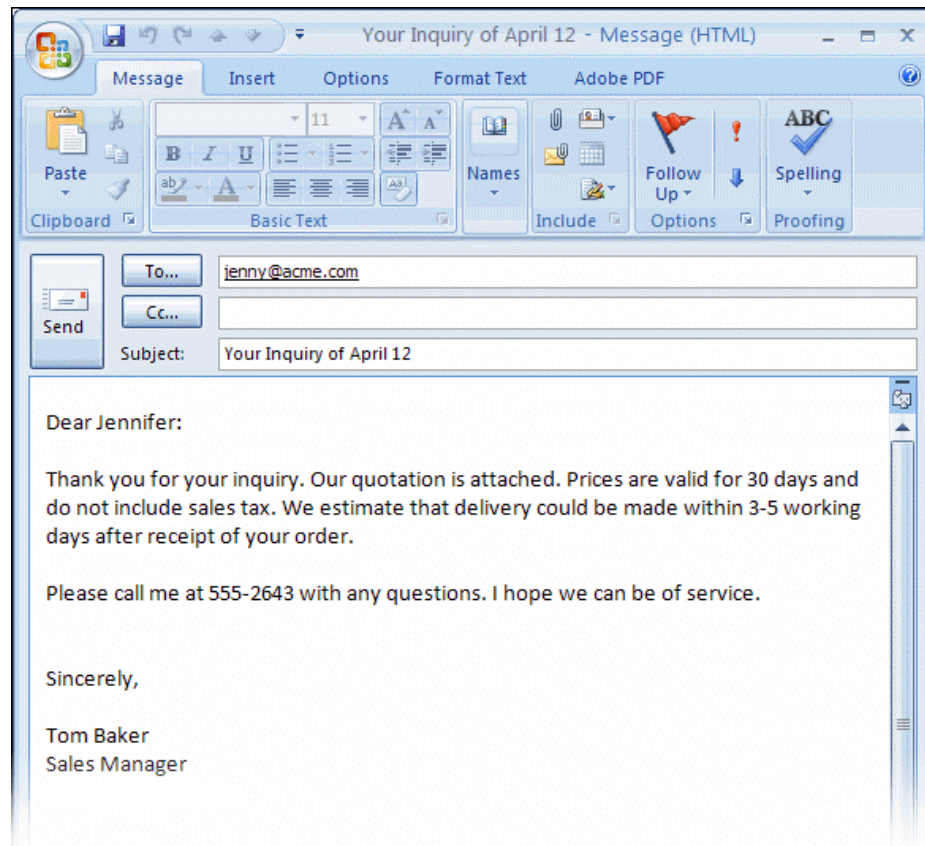 Your Inquiry of April 12 - Message (HTML)
Message Insert Options Format Text Adobe PDF
11 A A ABC
Paste B I U Names Follow Up Spelling
ab A AB
Clipboard Basic Text Include Options Proofing
To... jenny@acme.com
Send Cc...
Subject: Your Inquiry of April 12
Dear Jennifer:
Thank you for your inquiry. Our quotation is attached. Prices are valid for 30 days and
do not include sales tax. We estimate that delivery could be made within 3-5 working
days after receipt of your order.
Please call me at 555-2643 with any questions. I hope we can be of service.
Sincerely,
Tom Baker
Sales Manager